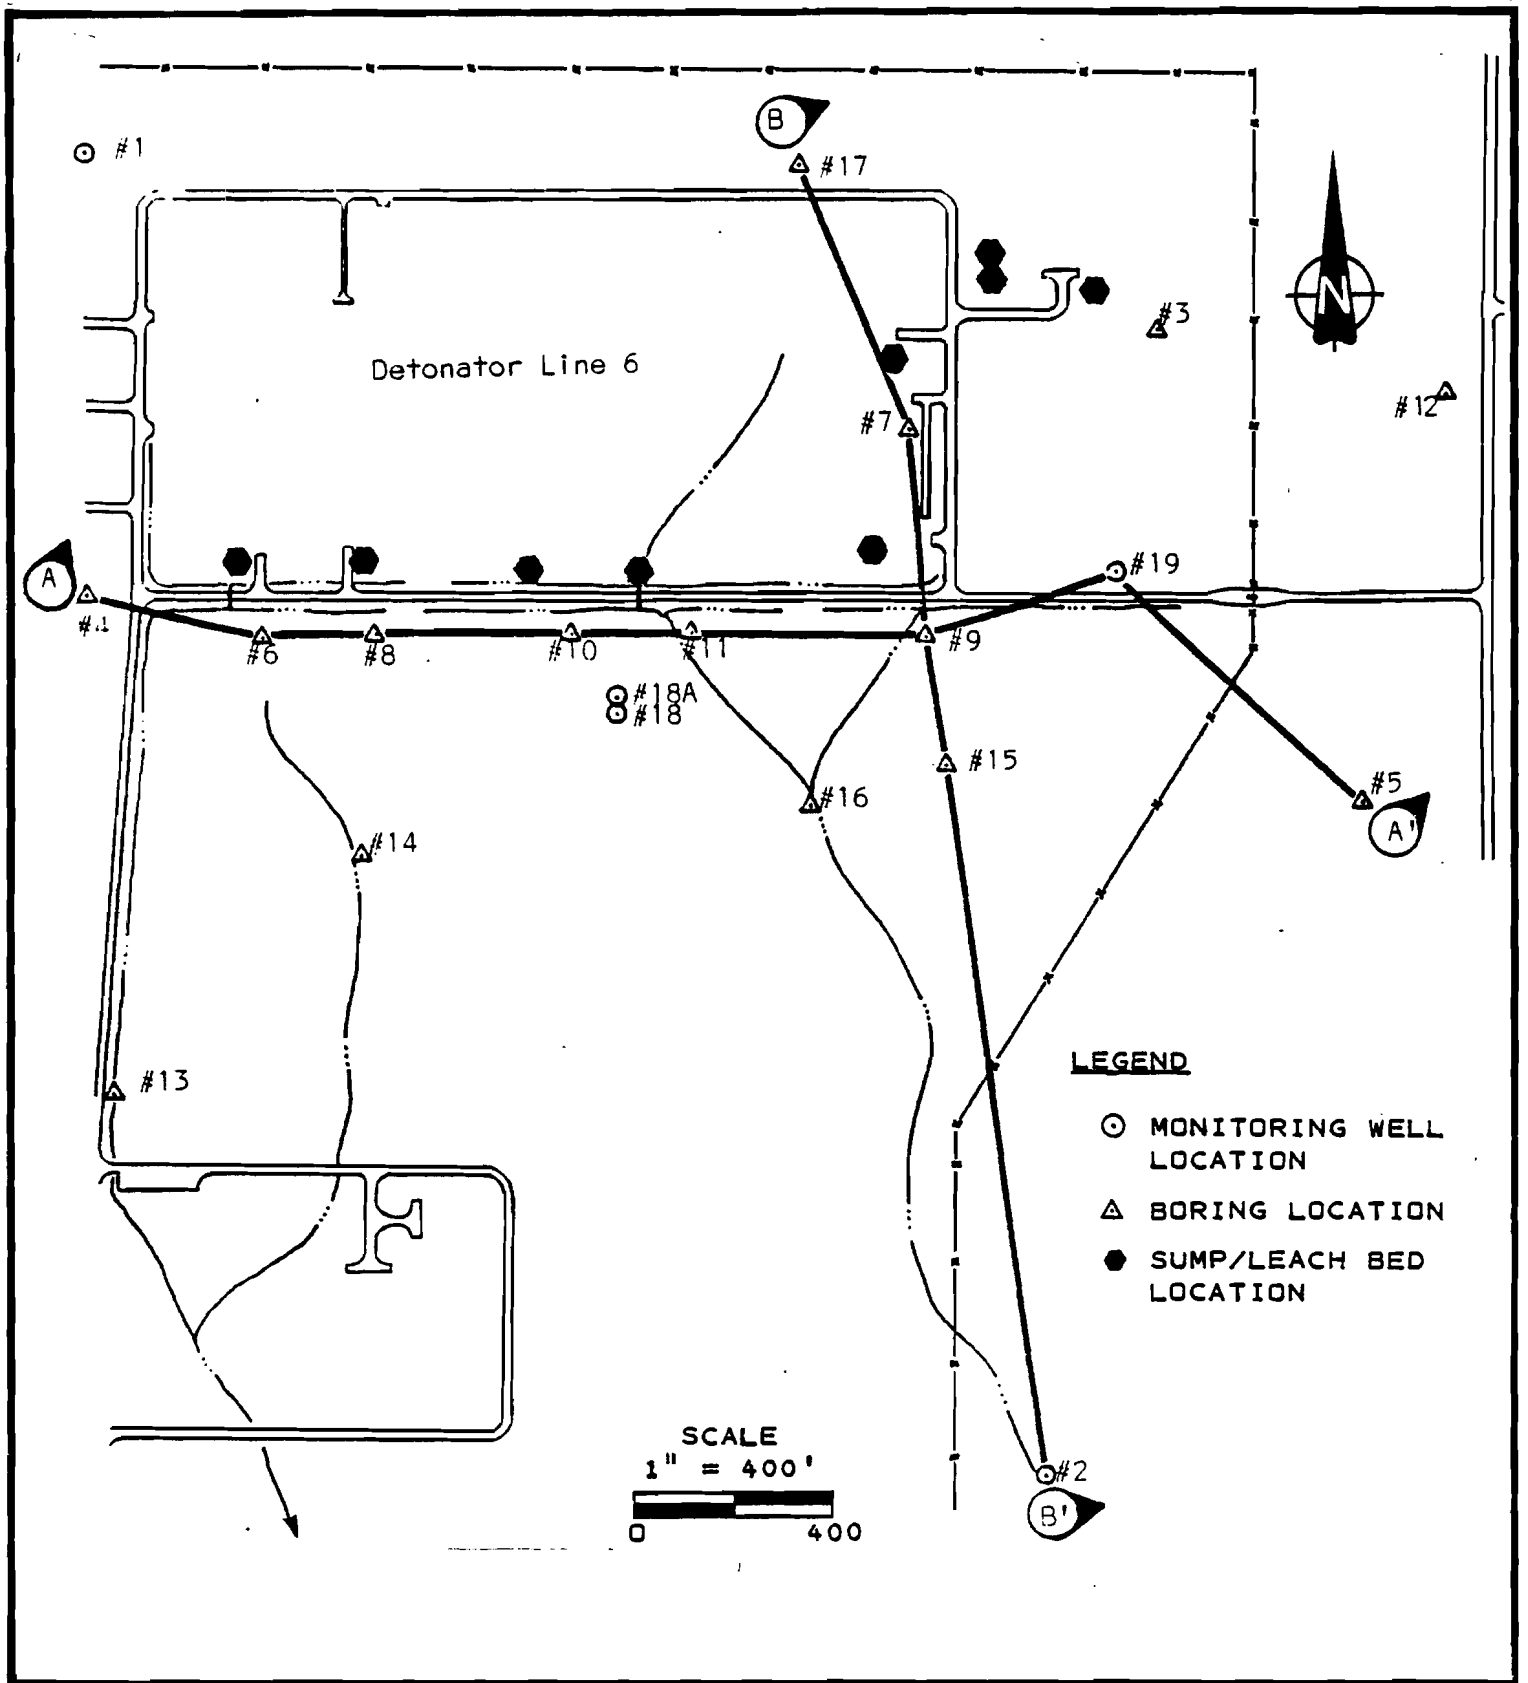 B
#1
#17
N
#3
Detonator Line 6
#12
#7
A
#19
#4
#6
#8
#10
#11
#9
#18A
#18
#15
#5
#16
A'
#14
LEGEND
#13
MONITORING WELL
LOCATION
BORING LOCATION
SUMP/LEACH BED
LOCATION
SCALE
1" = 400'
#2
B'
0
400